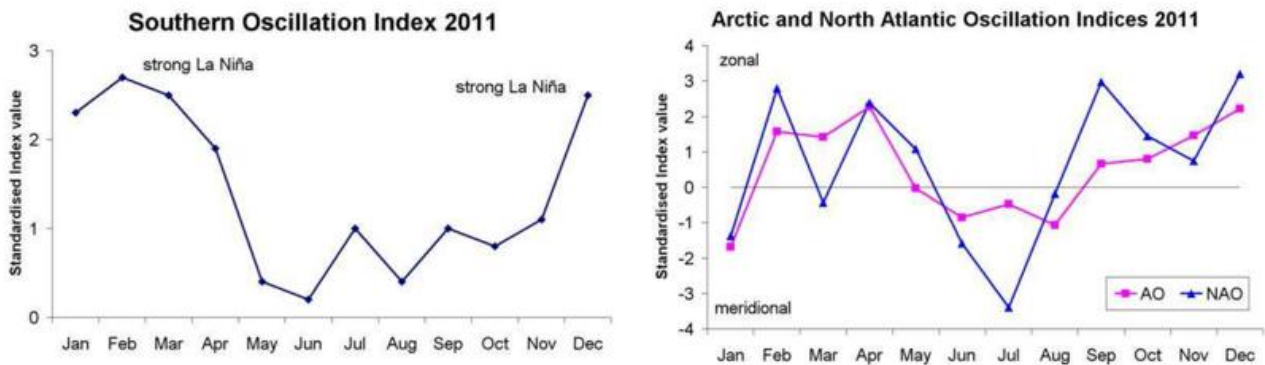 Southern Oscillation Index 2011
Standardised Index value
3
2
1
0
strong La Niña
strong La Niña
Jan Feb Mar Apr May Jun Jul Aug Sep Oct Nov Dec
Arctic and North Atlantic Oscillation Indices 2011
Standardised Index value
4
3
2
1
0
-1
-2
-3
-4
zonal
meridional
AO NAO
Jan Feb Mar Apr May Jun Jul Aug Sep Oct Nov Dec